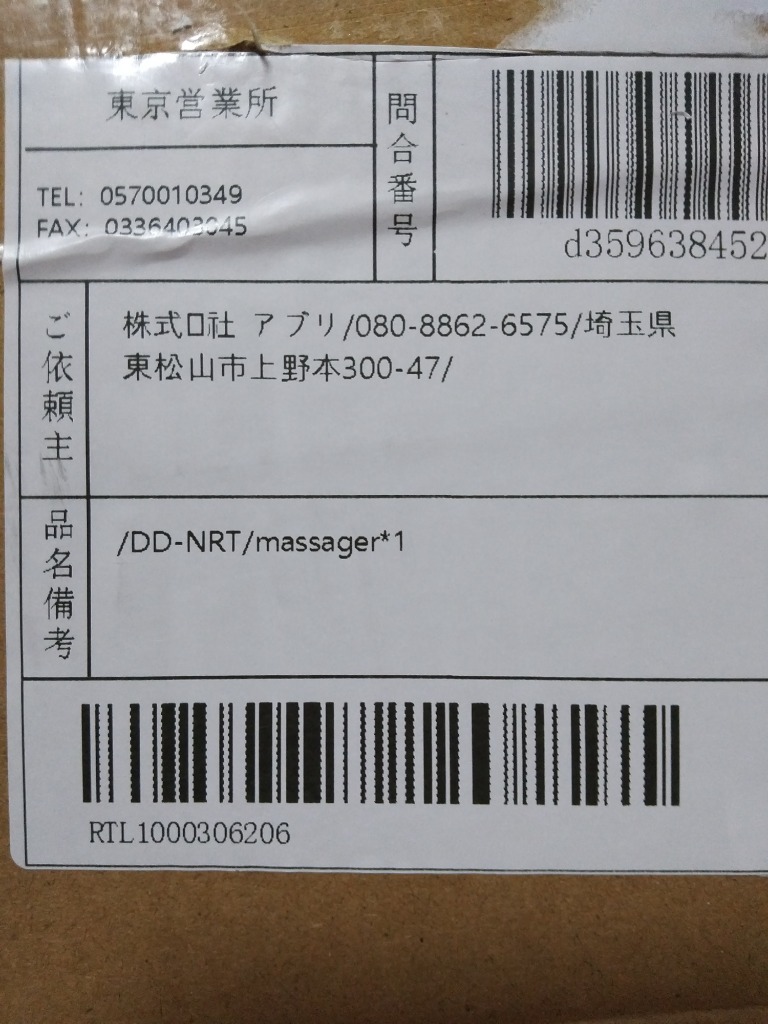 東京営業所
TEL: 0570010349
FAX: 0336403045
問合番号
d359638452
ご依頼主
株式□社 アブリ/080-8862-6575/埼玉県
東松山市上野本300-47/
品名備考
/DD-NRT/massager*1
RTL1000306206